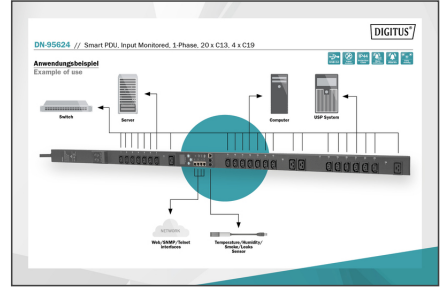 DIGITUS®
DN-95624 // Smart PDU, Input Monitored, 1-Phase, 20 x C13, 4 x C19
Anwendungsbeispiel
Example of use
Switch
Server
Computer
USP System
NETWORK
Web/SNMP/Telnet
Interfaces
Temperature/Humidity/
Smoke/Leaks
Sensor